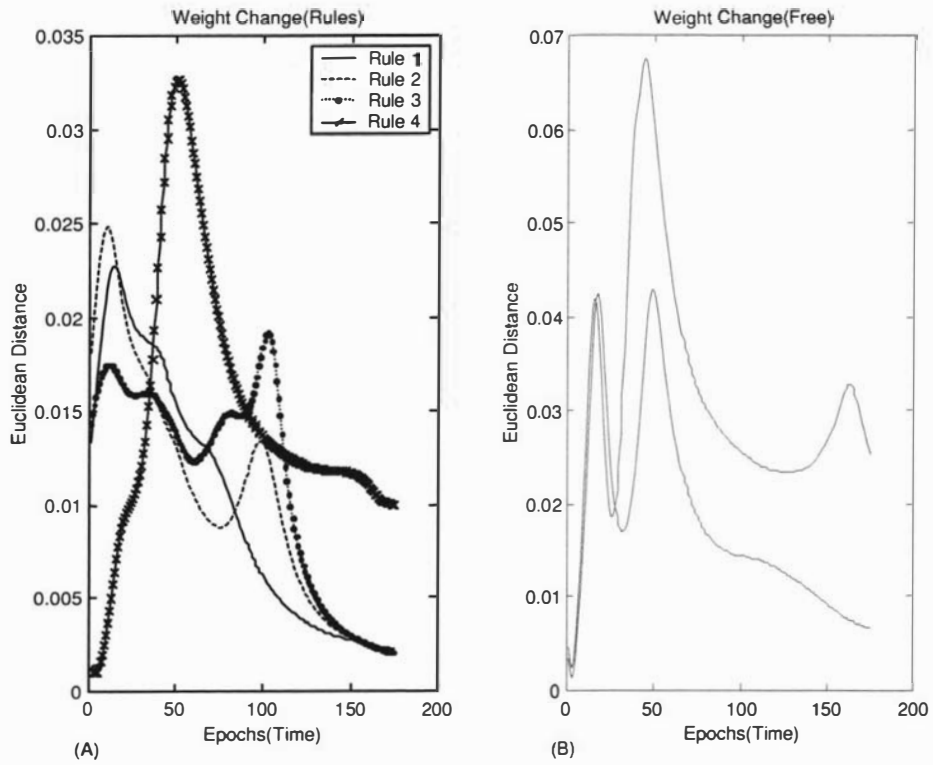 Weight Change(Rules)
0.035
0.03
0.025
0.02
0.015
0.01
0.005
0
Euclidean Distance
Rule 1
Rule 2
Rule 3
Rule 4
0 50 100 150 200
Epochs(Time)
(A)
Weight Change(Free)
0.07
0.06
0.05
0.04
0.03
0.02
0.01
0
Euclidean Distance
0 50 100 150 200
Epochs(Time)
(B)